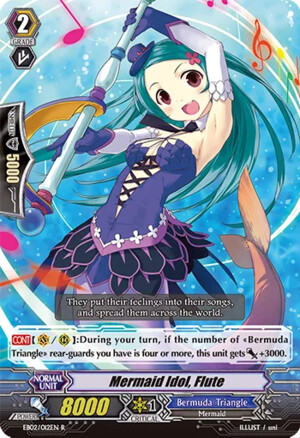 2
GRADE
5000
They put their feelings into their songs,
and spread them across the world.
CONT [V/R]:During your turn, if the number of «Bermuda
Triangle» rear-guards you have is four or more, this unit gets +3000.
NORMAL
UNIT
Mermaid Idol, Flute
POWER
8000
1
CRITICAL
Bermuda Triangle
Mermaid
EB02/012EN R
ILLUST / uni